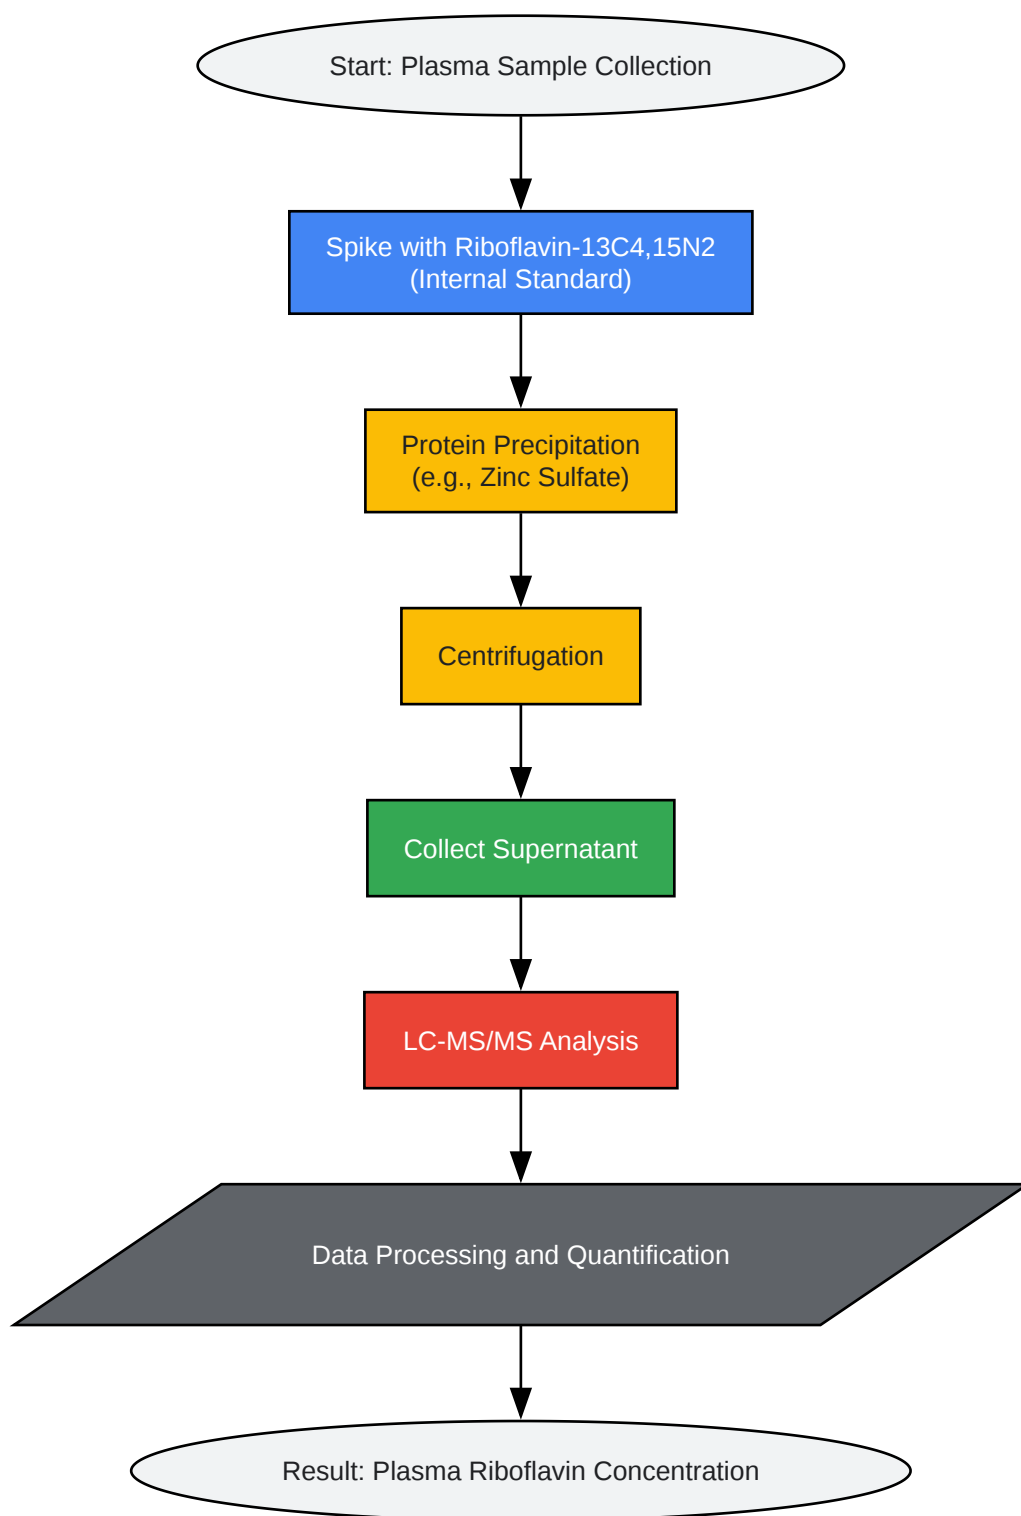 Start: Plasma Sample Collection
Spike with Riboflavin-13C4,15N2
(Internal Standard)
Protein Precipitation
(e.g., Zinc Sulfate)
Centrifugation
Collect Supernatant
LC-MS/MS Analysis
Data Processing and Quantification
Result: Plasma Riboflavin Concentration